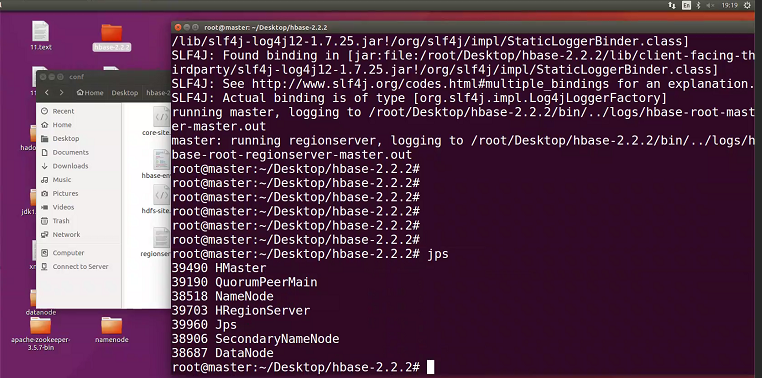 En
19:19
11.text
hbase-2.2.2
conf
Home
Desktop
hbase-2
Recent
Home
Desktop
Documents
Downloads
Music
Pictures
Videos
Trash
Network
Computer
Connect to Server
core-site.
hbase-en
hdfs-site.
regionser
hado
jdk1.
datanode
apache-zookeeper-
3.5.7-bin
namenode
root@master: ~/Desktop/hbase-2.2.2
/lib/slf4j-log4j12-1.7.25.jar!/org/slf4j/impl/StaticLoggerBinder.class]
SLF4J: Found binding in [jar:file:/root/Desktop/hbase-2.2.2/lib/client-facing-th
irdparty/slf4j-log4j12-1.7.25.jar!/org/slf4j/impl/StaticLoggerBinder.class]
SLF4J: See http://www.slf4j.org/codes.html#multiple_bindings for an explanation.
SLF4J: Actual binding is of type [org.slf4j.impl.Log4jLoggerFactory]
running master, logging to /root/Desktop/hbase-2.2.2/bin/../logs/hbase-root-mast
er-master.out
master: running regionserver, logging to /root/Desktop/hbase-2.2.2/bin/../logs/h
base-root-regionserver-master.out
root@master:~/Desktop/hbase-2.2.2#
root@master:~/Desktop/hbase-2.2.2#
root@master:~/Desktop/hbase-2.2.2#
root@master:~/Desktop/hbase-2.2.2#
root@master:~/Desktop/hbase-2.2.2#
root@master:~/Desktop/hbase-2.2.2#
root@master:~/Desktop/hbase-2.2.2# jps
39490 HMaster
39190 QuorumPeerMain
38518 NameNode
39703 HRegionServer
39960 Jps
38906 SecondaryNameNode
38687 DataNode
root@master:~/Desktop/hbase-2.2.2#